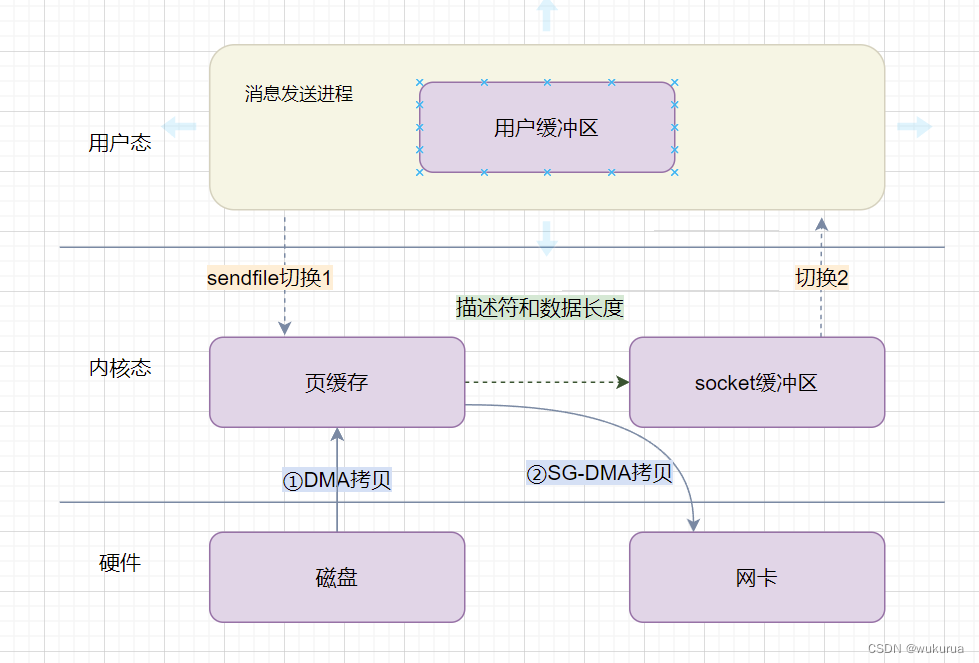 消息发送进程
用户缓冲区
用户态
sendfile切换1
切换2
描述符和数据长度
内核态
页缓存
socket缓冲区
①DMA拷贝
②SG-DMA拷贝
硬件
磁盘
网卡
CSDN @wukurua